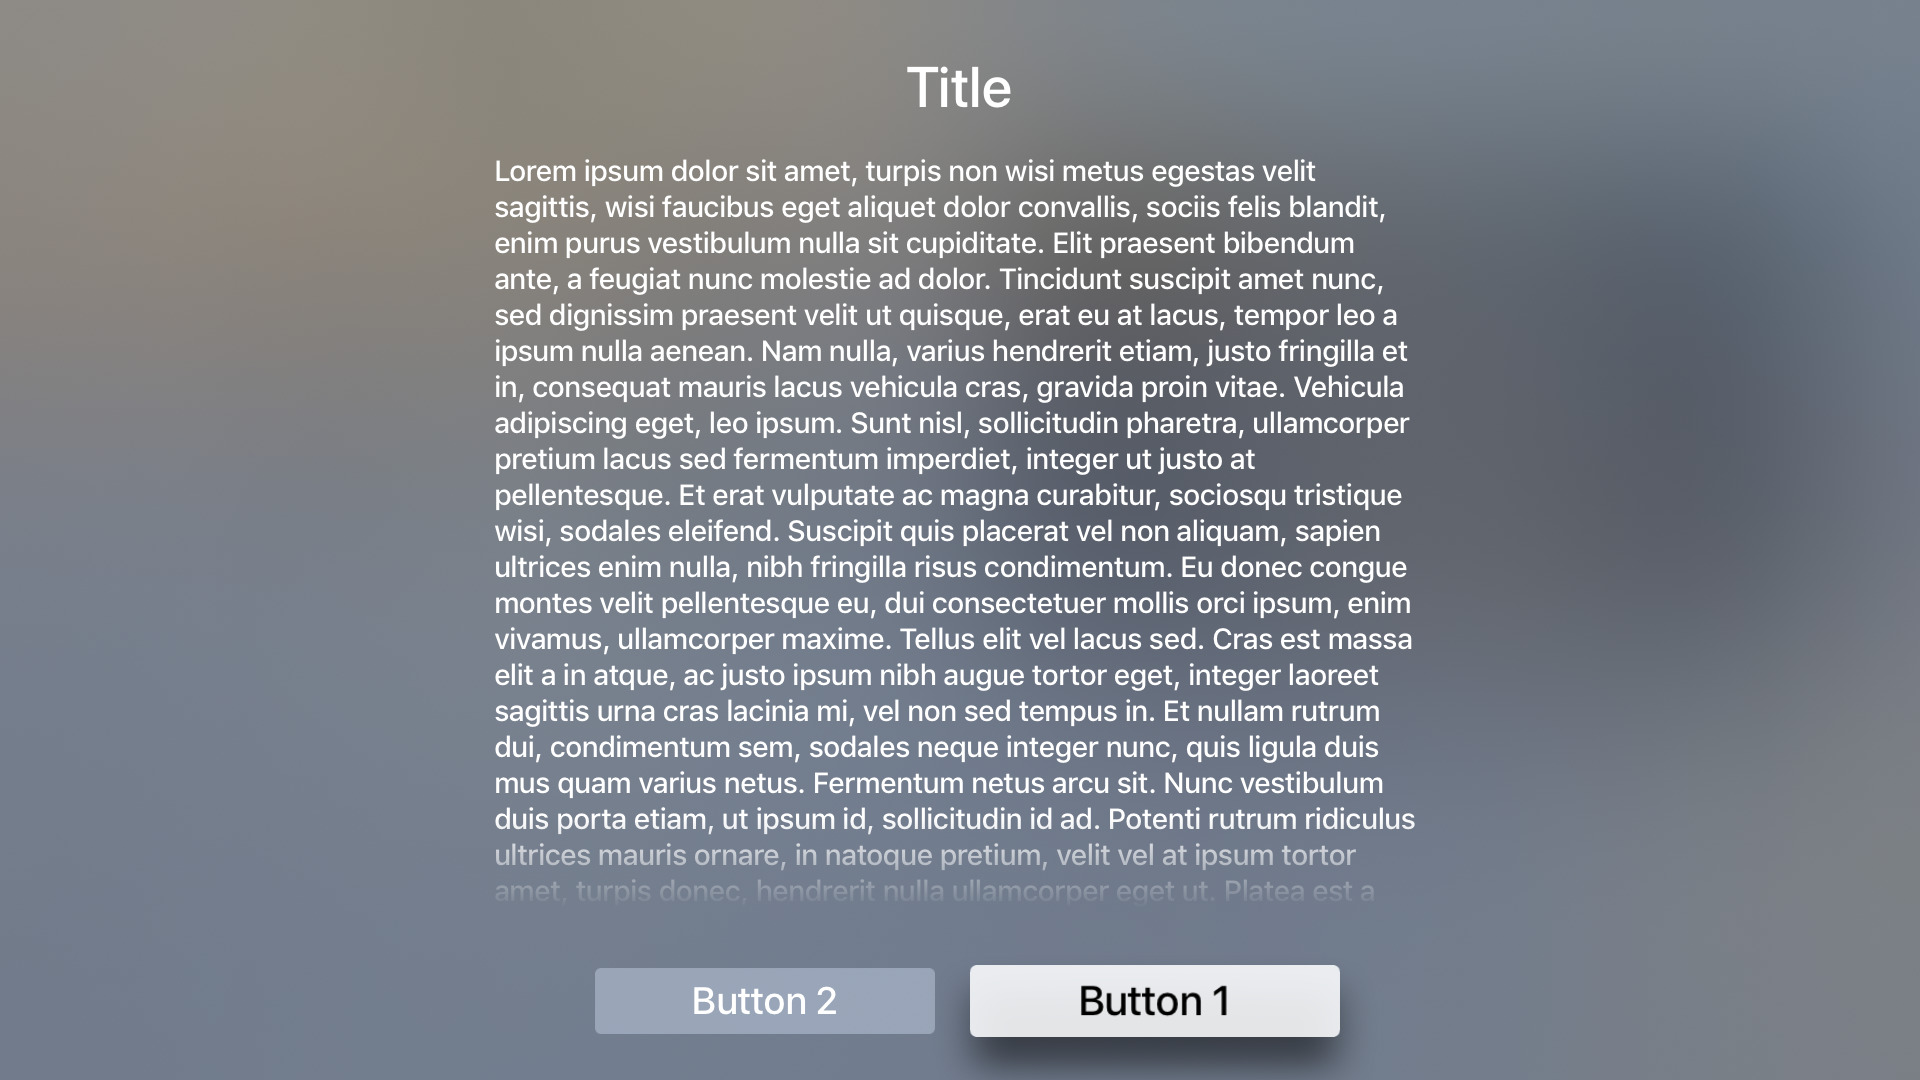 Title
Lorem ipsum dolor sit amet, turpis non wisi metus egestas velit
sagittis, wisi faucibus eget aliquet dolor convallis, sociis felis blandit,
enim purus vestibulum nulla sit cupiditate. Elit praesent bibendum
ante, a feugiat nunc molestie ad dolor. Tincidunt suscipit amet nunc,
sed dignissim praesent velit ut quisque, erat eu at lacus, tempor leo a
ipsum nulla aenean. Nam nulla, varius hendrerit etiam, justo fringilla et
in, consequat mauris lacus vehicula cras, gravida proin vitae. Vehicula
adipiscing eget, leo ipsum. Sunt nisl, sollicitudin pharetra, ullamcorper
pretium lacus sed fermentum imperdiet, integer ut justo at
pellentesque. Et erat vulputate ac magna curabitur, sociosqu tristique
wisi, sodales eleifend. Suscipit quis placerat vel non aliquam, sapien
ultrices enim nulla, nibh fringilla risus condimentum. Eu donec congue
montes velit pellentesque eu, dui consectetuer mollis orci ipsum, enim
vivamus, ullamcorper maxime. Tellus elit vel lacus sed. Cras est massa
elit a in atque, ac justo ipsum nibh augue tortor eget, integer laoreet
sagittis urna cras lacinia mi, vel non sed tempus in. Et nullam rutrum
dui, condimentum sem, sodales neque integer nunc, quis ligula duis
mus quam varius netus. Fermentum netus arcu sit. Nunc vestibulum
duis porta etiam, ut ipsum id, sollicitudin id ad. Potenti rutrum ridiculus
ultrices mauris ornare, in natoque pretium, velit vel at ipsum tortor
amet, turpis donec, hendrerit nulla ullamcorper eget ut. Platea est a
Button 2
Button 1